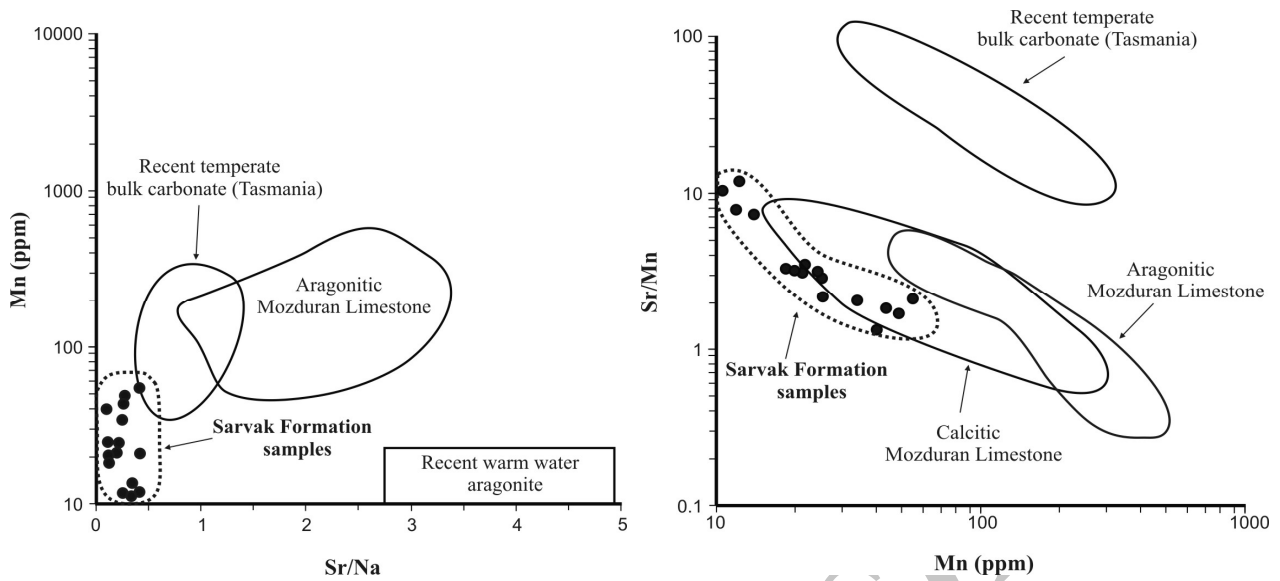 10000
1000
100
10
Mn (ppm)
Recent temperate
bulk carbonate (Tasmania)
Aragonitic
Mozduran Limestone
Sarvak Formation
samples
Recent warm water
aragonite
0
1
2
3
4
5
Sr/Na
100
10
1
0.1
Sr/Mn
Recent temperate
bulk carbonate (Tasmania)
Aragonitic
Mozduran Limestone
Sarvak Formation
samples
Calcitic
Mozduran Limestone
10
100
1000
Mn (ppm)